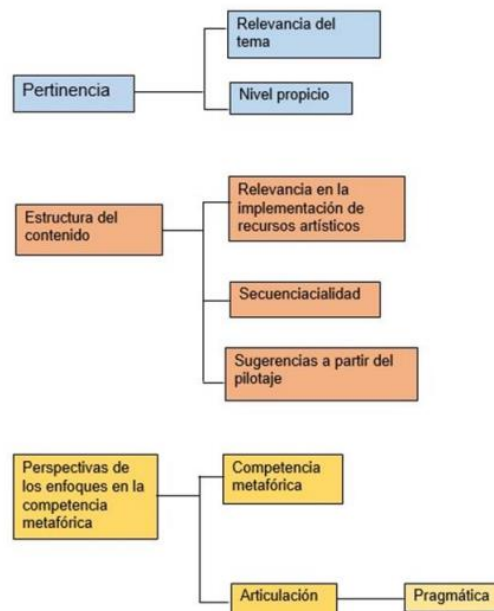 Relevancia del
tema
Pertinencia
Nivel propicio
Relevancia en la
implementación de
recursos artísticos
Estructura del
contenido
Secuenciacialidad
Sugerencias a partir del
pilotaje
Perspectivas de
los enfoques en la
competencia
metafórica
Competencia
metafórica
Articulación
Pragmática